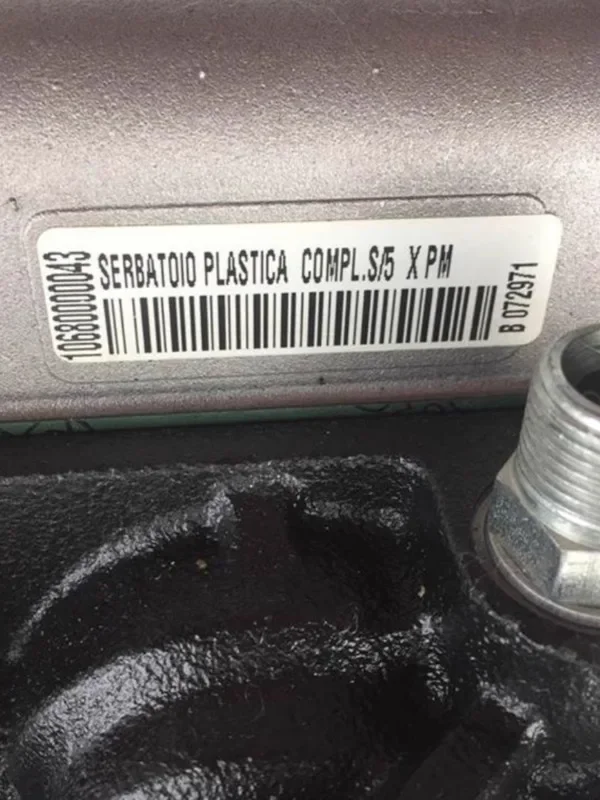 SERBATOIO PLASTICA COMPL.S/5 X PM
10680000043
B 072971